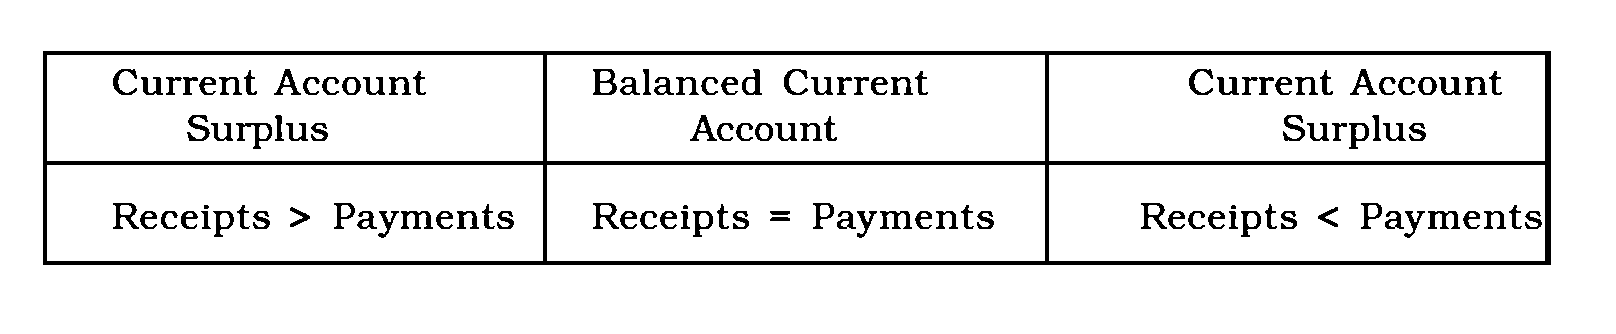 Current Account
Surplus
Balanced Current
Account
Current Account
Surplus
Receipts > Payments
Receipts = Payments
Receipts < Payments